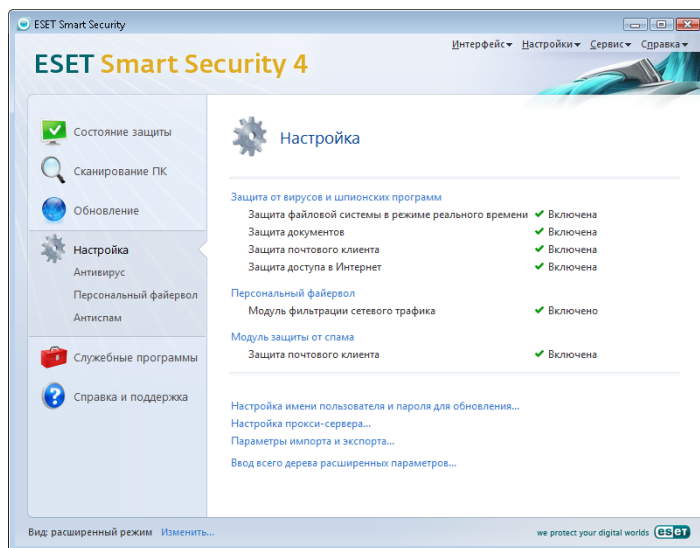 ESET Smart Security
Интерфейс Настройки Сервис Справка
ESET Smart Security 4
Состояние защиты
Сканирование ПК
Обновление
Настройка
Антивирус
Персональный файервол
Антиспам
Служебные программы
Справка и поддержка
Настройка
Защита от вирусов и шпионских программ
Защита файловой системы в режиме реального времени Включена
Защита документов Включена
Защита почтового клиента Включена
Защита доступа в Интернет Включена
Персональный файервол
Модуль фильтрации сетевого трафика Включено
Модуль защиты от спама
Защита почтового клиента Включена
Настройка имени пользователя и пароля для обновления...
Настройка прокси-сервера...
Параметры импорта и экспорта...
Ввод всего дерева расширенных параметров...
Вид: расширенный режим Изменить...
we protect your digital worlds eseT